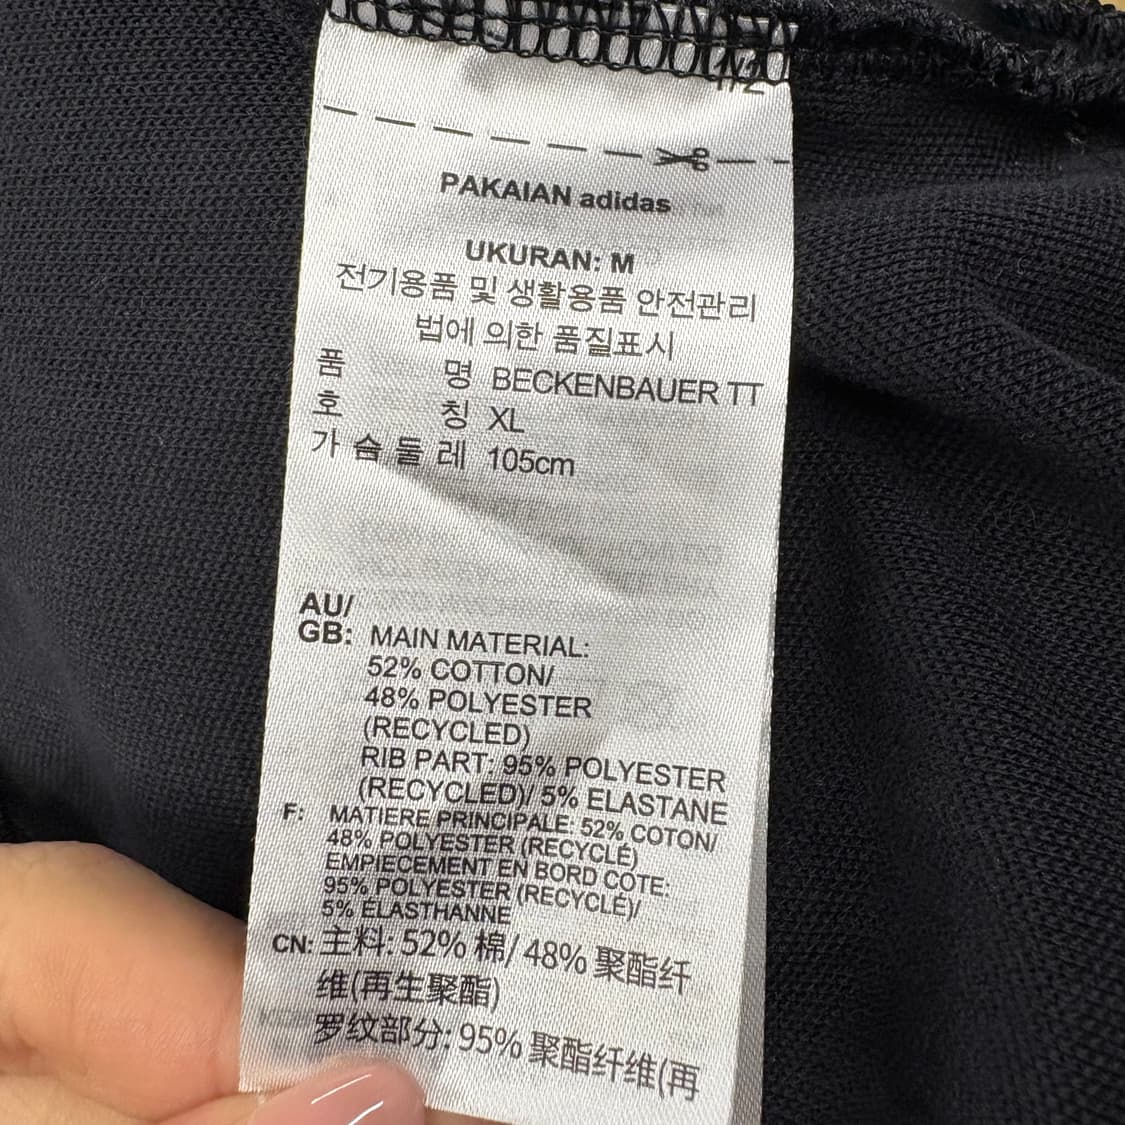 PAKAIAN adidas
UKURAN: M
전기용품 및 생활용품 안전관리
법에 의한 품질표시
품 명 BECKENBAUER TT
호 칭 XL
가 슴 둘 레 105cm
AU/
GB: MAIN MATERIAL:
52% COTTON/
48% POLYESTER
(RECYCLED)
RIB PART: 95% POLYESTER
(RECYCLED)/ 5% ELASTANE
F: MATIERE PRINCIPALE: 52% COTON/
48% POLYESTER (RECYCLÉ)
EMPIECEMENT EN BORD COTE:
95% POLYESTER (RECYCLÉ)/
5% ELASTHANNE
CN: 主料: 52% 棉/ 48% 聚酯纤
维(再生聚酯)
罗纹部分: 95% 聚酯纤维(再